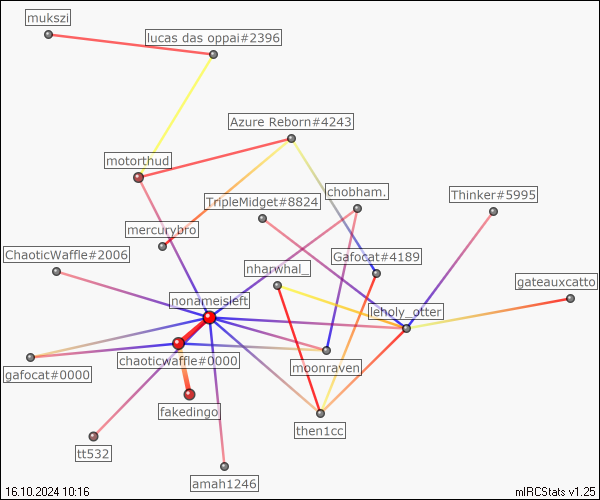 mukszi
lucas das oppai#2396
Azure Reborn#4243
motorthud
chobham.
Thinker#5995
TripleMidget#8824
mercurybro
ChaoticWaffle#2006
Gafocat#4189
nharwhal_
gateauxcatto
nonameisleft
leholy_otter
chaoticwaffle#0000
moonraven
gafocat#0000
fakedingo
then1cc
tt532
amah1246
16.10.2024 10:16
mIRCStats v1.25